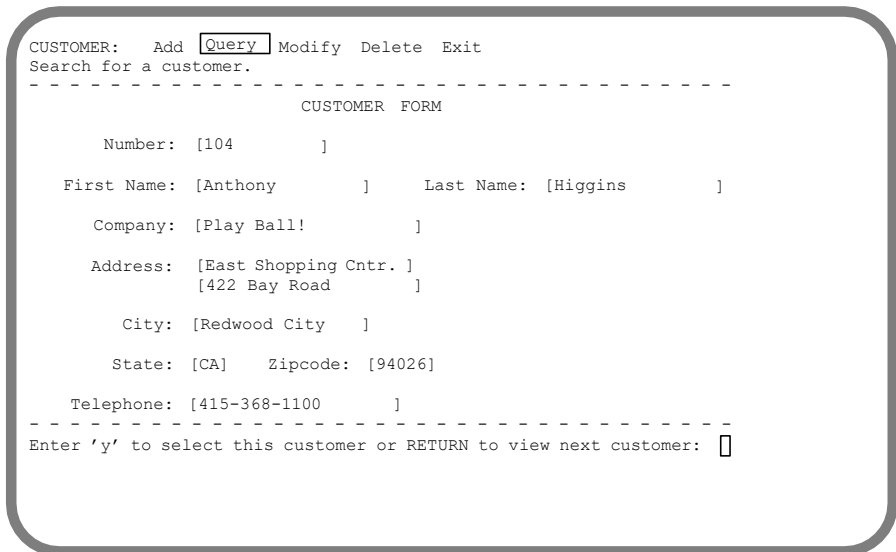 CUSTOMER: Add Query Modify Delete Exit
Search for a customer.
- - - - - - - - - - - - - - - - - - - - - - - - - - - - - - - - - - -
CUSTOMER FORM
Number: [104 ]
First Name: [Anthony ] Last Name: [Higgins ]
Company: [Play Ball! ]
Address: [East Shopping Cntr. ]
[422 Bay Road ]
City: [Redwood City ]
State: [CA] Zipcode: [94026]
Telephone: [415-368-1100 ]
- - - - - - - - - - - - - - - - - - - - - - - - - - - - - - - - - - -
Enter ’y’ to select this customer or RETURN to view next customer: